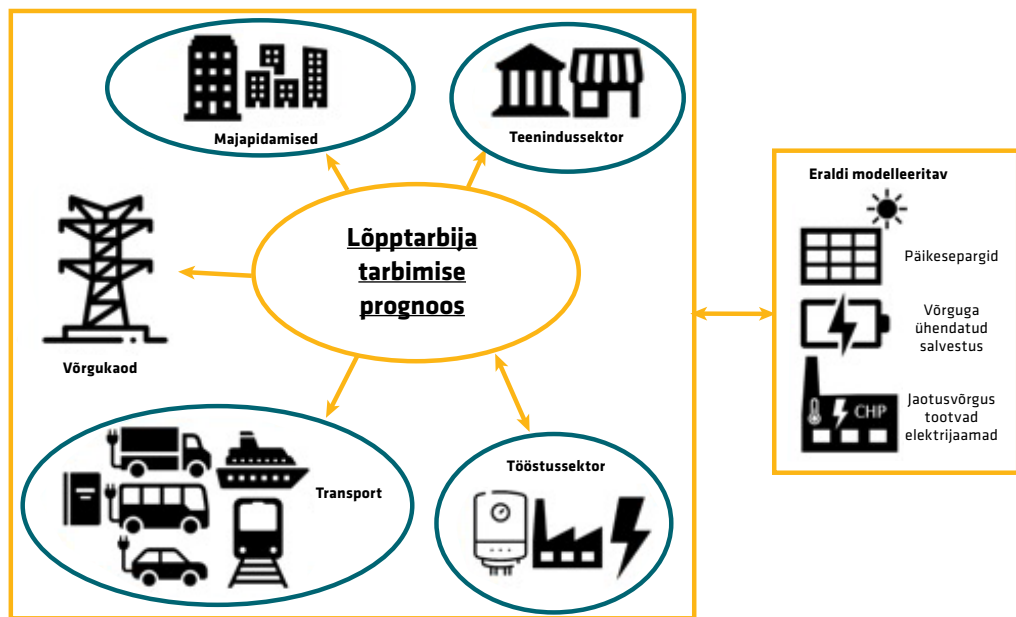 Majapidamised
Teenindussektor
Lõpptarbija
tarbimise
prognoos
Võrgukaod
Transport
Tööstussektor
Eraldi modelleeritav
Päikesepargid
Võrguga
ühendatud
salvestus
CHP
Jaotusvõrgus
tootvad
elektrijaamad